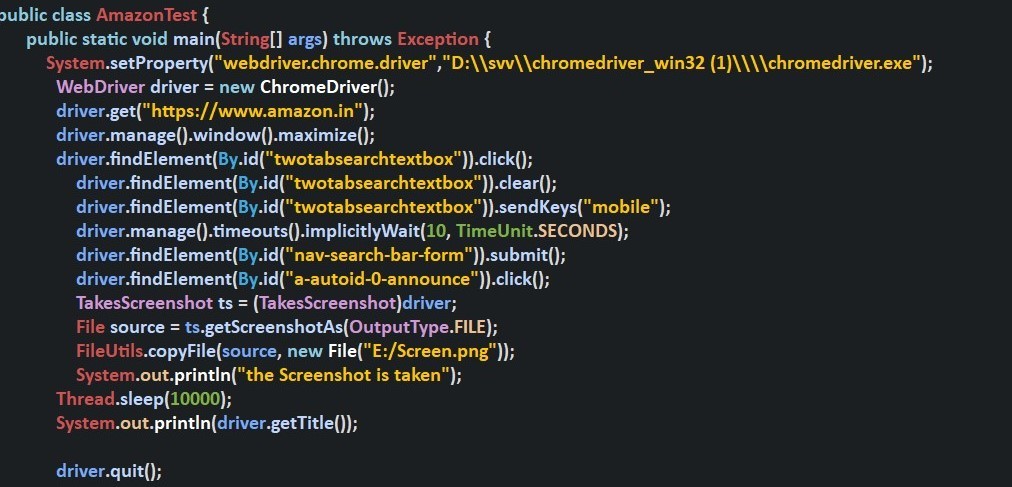 public class AmazonTest {
public static void main(String[] args) throws Exception {
System.setProperty("webdriver.chrome.driver","D:\\svv\\chromedriver_win32 (1)\\\\chromedriver.exe");
WebDriver driver = new ChromeDriver();
driver.get("https://www.amazon.in");
driver.manage().window().maximize();
driver.findElement(By.id("twotabsearchtextbox")).click();
driver.findElement(By.id("twotabsearchtextbox")).clear();
driver.findElement(By.id("twotabsearchtextbox")).sendKeys("mobile");
driver.manage().timeouts().implicitlyWait(10, TimeUnit.SECONDS);
driver.findElement(By.id("nav-search-bar-form")).submit();
driver.findElement(By.id("a-autoid-0-announce")).click();
TakesScreenshot ts = (TakesScreenshot)driver;
File source = ts.getScreenshotAs(OutputType.FILE);
FileUtils.copyFile(source, new File("E:/Screen.png"));
System.out.println("the Screenshot is taken");
Thread.sleep(10000);
System.out.println(driver.getTitle());
driver.quit();